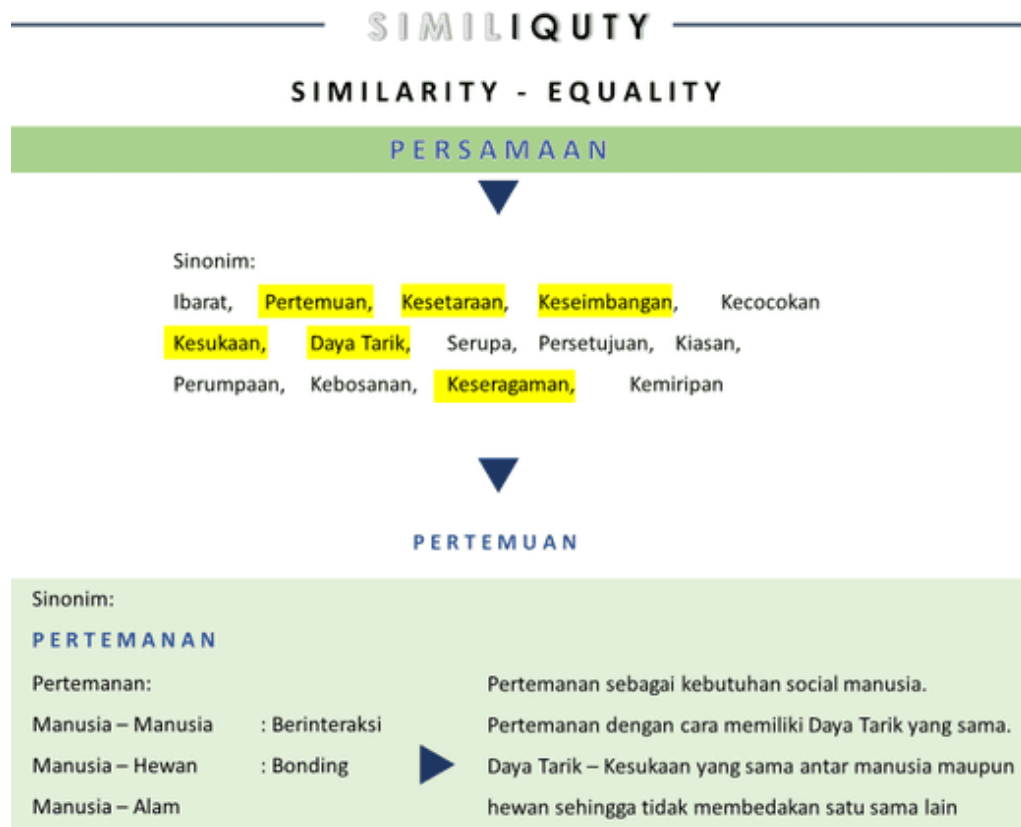 SIMILIQUTY
SIMILARITY - EQUALITY
PERSAMAAN
Sinonim:
Ibarat, Pertemuan, Kesetaraan, Keseimbangan, Kecocokan
Kesukaan, Daya Tarik, Serupa, Persetujuan, Kiasan,
Perumpaan, Kebosanan, Keseragaman, Kemiripan
PERTEMUAN
Sinonim:
PERTEMANAN
Pertemanan:
Manusia – Manusia : Berinteraksi
Manusia – Hewan : Bonding
Manusia – Alam
Pertemanan sebagai kebutuhan social manusia.
Pertemanan dengan cara memiliki Daya Tarik yang sama.
Daya Tarik – Kesukaan yang sama antar manusia maupun
hewan sehingga tidak membedakan satu sama lain